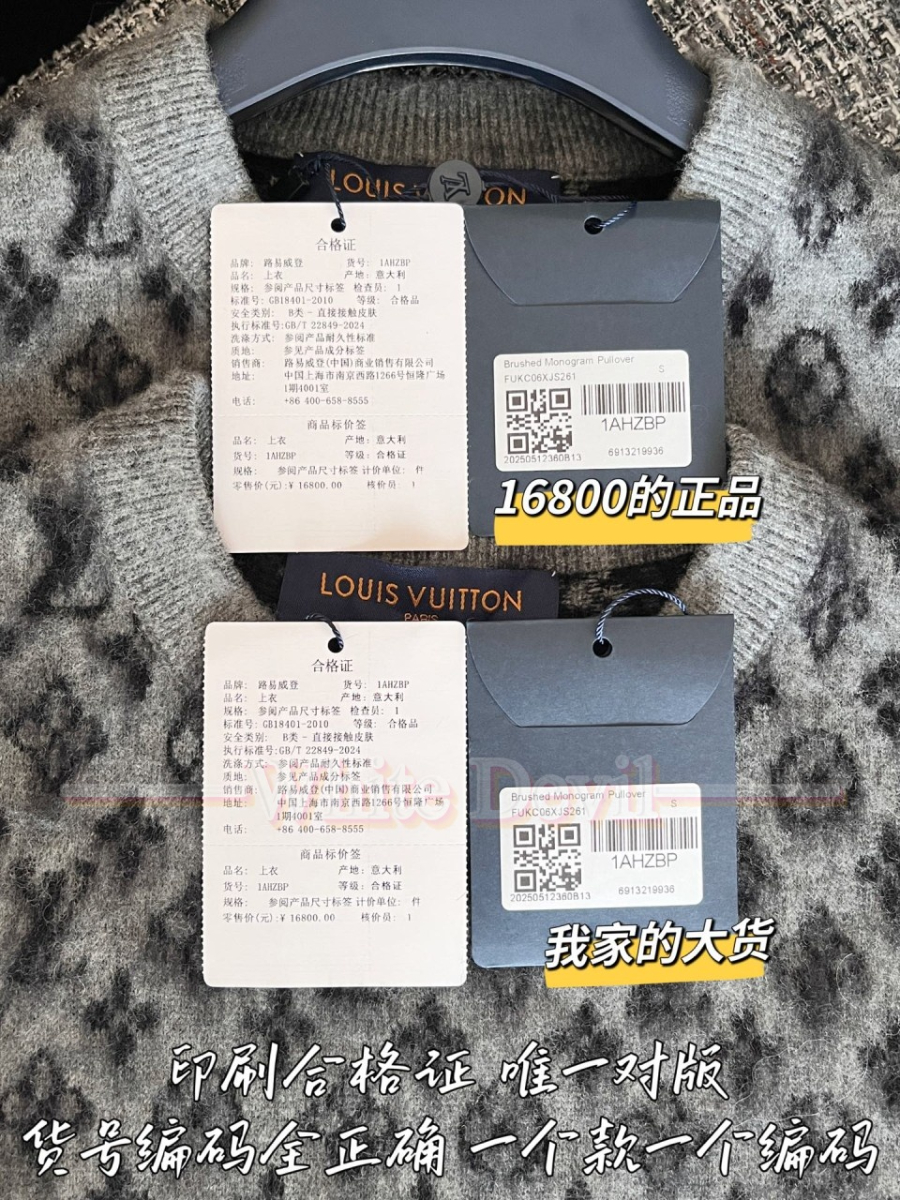 LOUIS VUITTON
合格证
品牌: 路易威登 货号: 1AHZBP
品名: 上衣 产地: 意大利
规格: 参阅产品尺寸标签 检查员: 1
标准号: GB18401-2010 等级: 合格品
安全类别: B类 - 直接接触皮肤
执行标准号:GB/T 22849-2024
洗涤方式: 参阅产品耐久性标准
质地: 参见产品成分标签
销售商: 路易威登(中国)商业销售有限公司
地址: 中国上海市南京西路1266号恒隆广场
1期4001室
电话: +86 400-658-8555
商品标价签
品名: 上衣 产地: 意大利
货号: 1AHZBP 等级: 合格证
规格: 参阅产品尺寸标签 计价单位: 件
零售价(元):¥ 16800.00 核价员: 1
Brushed Monogram Pullover
FUKC06XJS261 S
1AHZBP
20250512360813 6913219936
16800的正品
LOUIS VUITTON
PARIS
合格证
品牌: 路易威登 货号: 1AHZBP
品名: 上衣 产地: 意大利
规格: 参阅产品尺寸标签 检查员: 1
标准号: GB18401-2010 等级: 合格品
安全类别: B类 - 直接接触皮肤
执行标准号:GB/T 22849-2024
洗涤方式: 参阅产品耐久性标准
质地: 参见产品成分标签
销售商: 路易威登(中国)商业销售有限公司
地址: 中国上海市南京西路1266号恒隆广场
1期4001室
电话: +86 400-658-8555
商品标价签
品名: 上衣 产地: 意大利
货号: 1AHZBP 等级: 合格证
规格: 参阅产品尺寸标签 计价单位: 件
零售价(元):¥ 16800.00 核价员: 1
Brushed Monogram Pullover
FUKC06XJS261 S
1AHZBP
20250512360813 6913219936
White Devil
我家的大货
印刷合格证 唯一对版
货号编码全正确 一个款一个编码